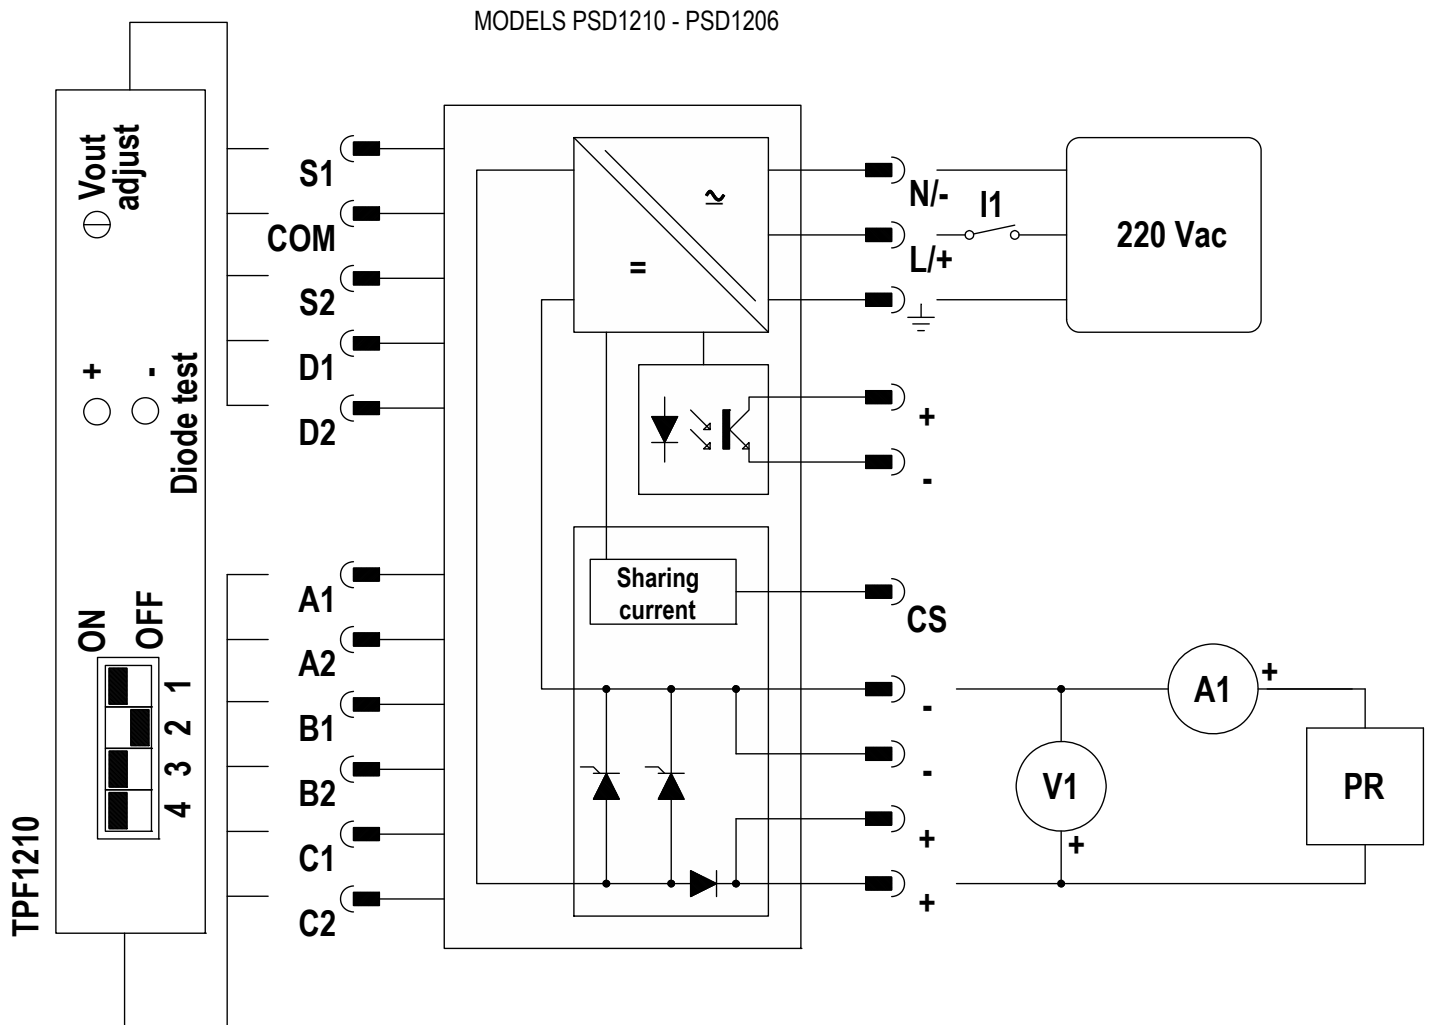 MODELS PSD1210 - PSD1206
Vout
adjust
+
-
Diode test
ON
OFF
1
2
3
4
TPF1210
S1
COM
S2
D1
D2
A1
A2
B1
B2
C1
C2
=
~
N/-
I1
L/+
220 Vac
+
-
Sharing
current
CS
-
-
+
+
A1
+
V1
+
PR